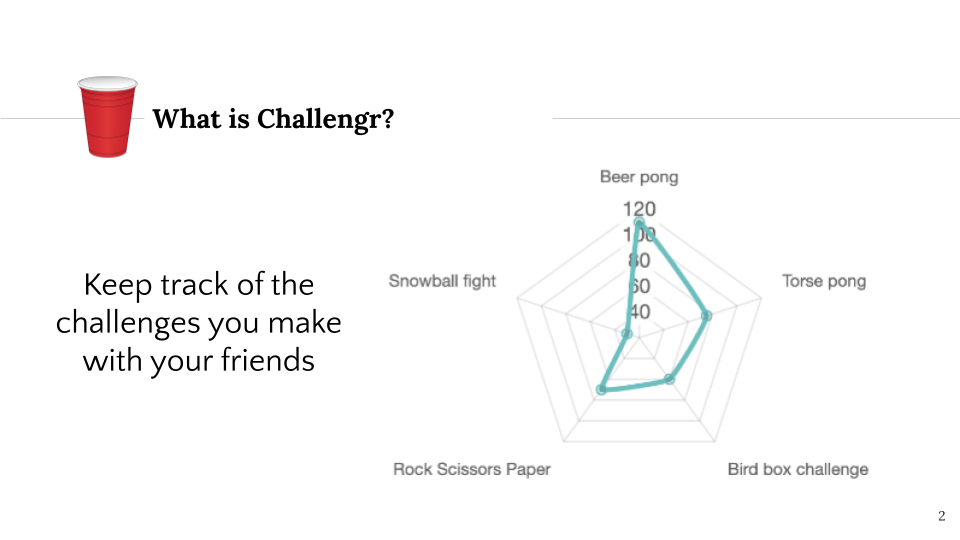 What is Challengr?
Keep track of the
challenges you make
with your friends
Beer pong
120
100
80
60
40
Snowball fight
Torse pong
Rock Scissors Paper
Bird box challenge
2